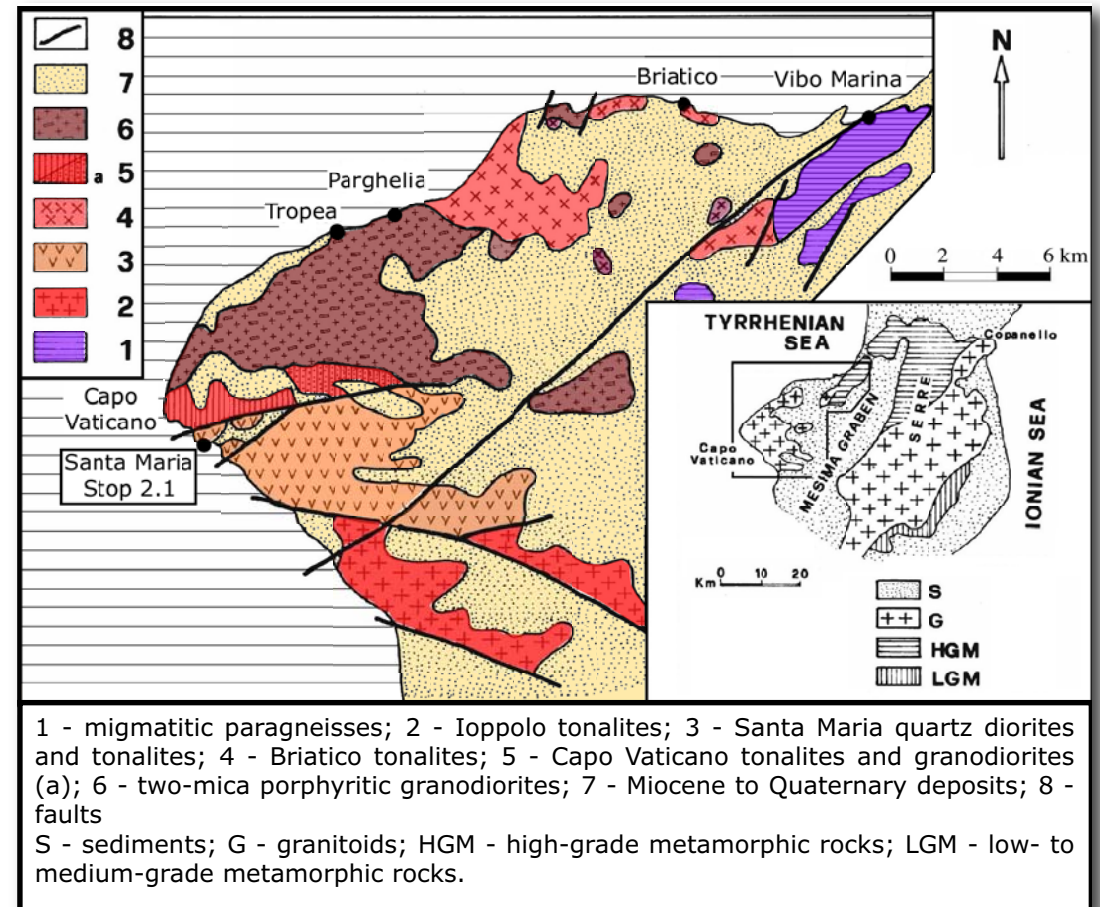 8
7
6
a 5
4
3
2
1
Briatico
Vibo Marina
N
Parghelia
Tropea
0 2 4 6 km
Capo
Vaticano
Santa Maria
Stop 2.1
TYRRHENIAN
SEA
Copanello
SERRE
MESIMA GRABEN
Capo
Vaticano
IONIAN SEA
Km 0 10 20
S
G
HGM
LGM
1 - migmatitic paragneisses; 2 - Ioppolo tonalites; 3 - Santa Maria quartz diorites
and tonalites; 4 - Briatico tonalites; 5 - Capo Vaticano tonalites and granodiorites
(a); 6 - two-mica porphyritic granodiorites; 7 - Miocene to Quaternary deposits; 8 -
faults
S - sediments; G - granitoids; HGM - high-grade metamorphic rocks; LGM - low- to
medium-grade metamorphic rocks.